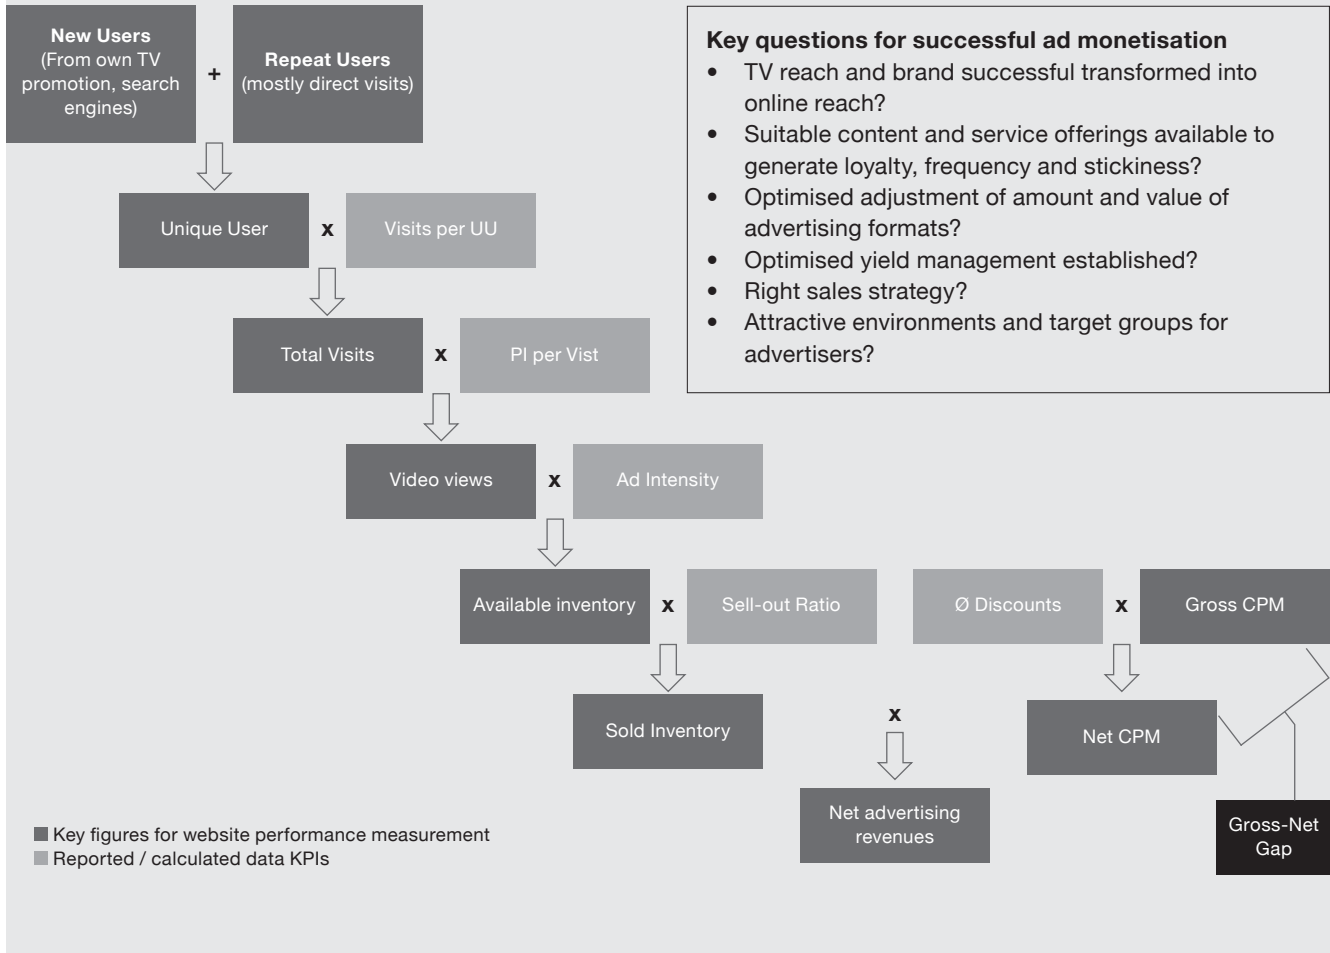 New Users
(From own TV
promotion, search
engines)
+
Repeat Users
(mostly direct visits)
Key questions for successful ad monetisation
• TV reach and brand successful transformed into
online reach?
• Suitable content and service offerings available to
generate loyalty, frequency and stickiness?
• Optimised adjustment of amount and value of
advertising formats?
• Optimised yield management established?
• Right sales strategy?
• Attractive environments and target groups for
advertisers?
Unique User
x
Visits per UU
Total Visits
x
PI per Vist
Video views
x
Ad Intensity
Available inventory
x
Sell-out Ratio
Ø Discounts
x
Gross CPM
Sold Inventory
x
Net CPM
Net advertising
revenues
Gross-Net
Gap
Key figures for website performance measurement
Reported / calculated data KPIs